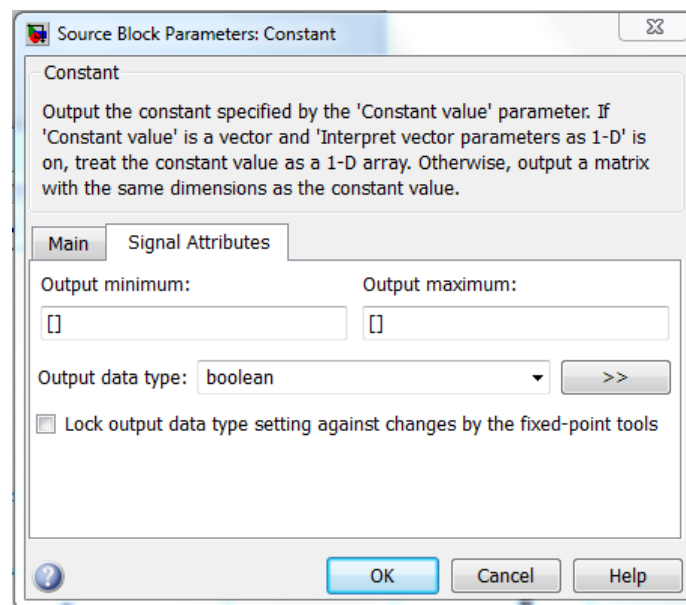 Source Block Parameters: Constant
Constant
Output the constant specified by the 'Constant value' parameter. If
'Constant value' is a vector and 'Interpret vector parameters as 1-D' is
on, treat the constant value as a 1-D array. Otherwise, output a matrix
with the same dimensions as the constant value.
Main Signal Attributes
Output minimum: Output maximum:
[] []
Output data type: boolean >>
Lock output data type setting against changes by the fixed-point tools
? OK Cancel Help